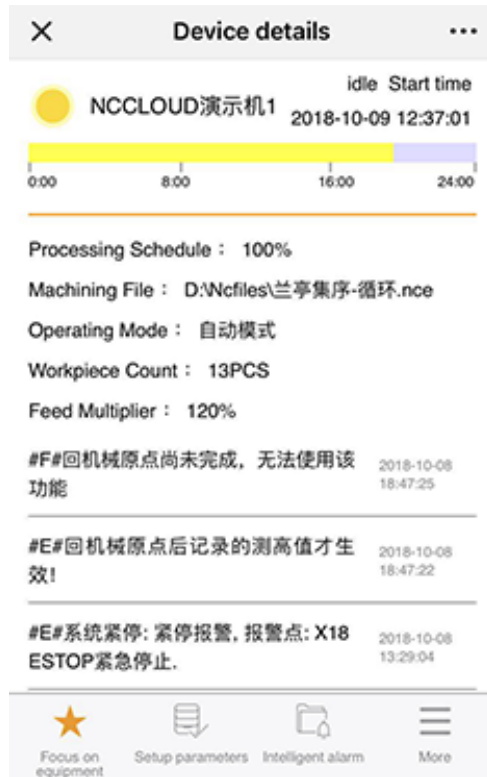 Device details
idle Start time
NCCLOUD演示机1
2018-10-09 12:37:01
0:00 8:00 16:00 24:00
Processing Schedule： 100%
Machining File： D:\Ncfiles\兰亭集序-循环.nce
Operating Mode： 自动模式
Workpiece Count： 13PCS
Feed Multiplier： 120%
#F#回机械原点尚未完成，无法使用该
功能
2018-10-08
18:47:25
#E#回机械原点后记录的测高值才生
效!
2018-10-08
18:47:22
#E#系统紧停: 紧停报警, 报警点: X18
ESTOP紧急停止.
2018-10-08
13:29:04
Focus on
equipment
Setup parameters
Intelligent alarm
More